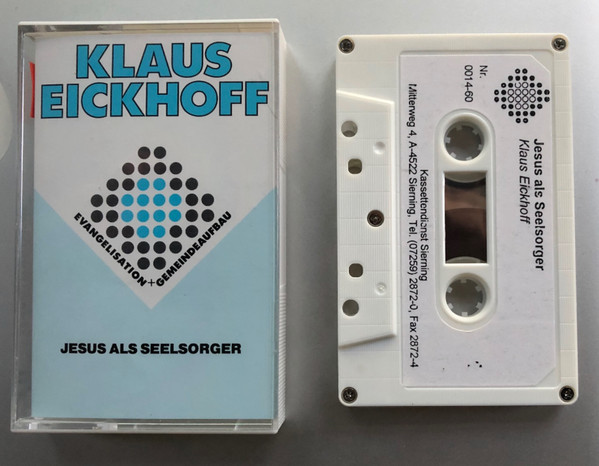 KLAUS
EICKHOFF
EVANGELISATION + GEMEINDEAUFBAU
JESUS ALS SEELSORGER
Nr.
0014-60
Jesus als Seelsorger
Klaus Eickhoff
Kassettendienst Sierning
Mitterweg 4, A-4522 Sierning, Tel. (07259) 2872-0, Fax 2872-4